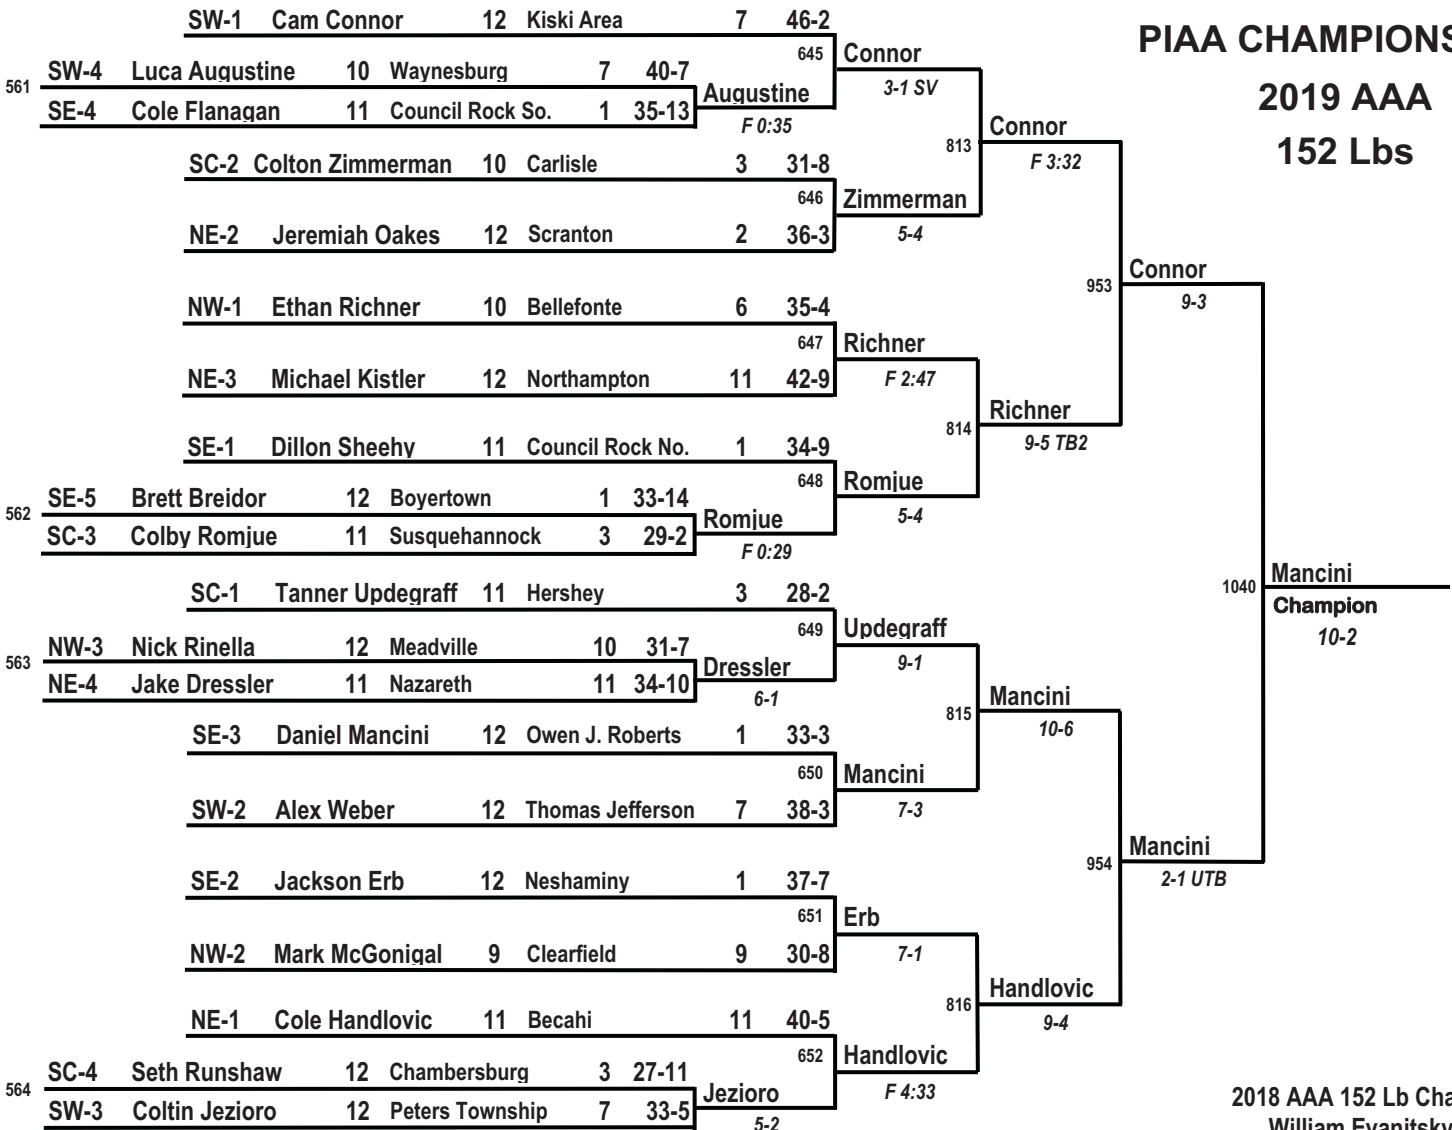 PIAA CHAMPIONS
2019 AAA
152 Lbs
SW-1 Cam Connor 12 Kiski Area 7 46-2
645 Connor
3-1 SV
561 SW-4 Luca Augustine 10 Waynesburg 7 40-7
SE-4 Cole Flanagan 11 Council Rock So. 1 35-13
Augustine
F 0:35
813 Connor
F 3:32
SC-2 Colton Zimmerman 10 Carlisle 3 31-8
646 Zimmerman
5-4
NE-2 Jeremiah Oakes 12 Scranton 2 36-3
953 Connor
9-3
NW-1 Ethan Richner 10 Bellefonte 6 35-4
647 Richner
F 2:47
NE-3 Michael Kistler 12 Northampton 11 42-9
814 Richner
9-5 TB2
SE-1 Dillon Sheehy 11 Council Rock No. 1 34-9
648 Romjue
5-4
562 SE-5 Brett Breidor 12 Boyertown 1 33-14
SC-3 Colby Romjue 11 Susquehannock 3 29-2
Romjue
F 0:29
1040 Mancini
Champion
10-2
SC-1 Tanner Updegraff 11 Hershey 3 28-2
649 Updegraff
9-1
563 NW-3 Nick Rinella 12 Meadville 10 31-7
NE-4 Jake Dressler 11 Nazareth 11 34-10
Dressler
6-1
815 Mancini
10-6
SE-3 Daniel Mancini 12 Owen J. Roberts 1 33-3
650 Mancini
7-3
SW-2 Alex Weber 12 Thomas Jefferson 7 38-3
954 Mancini
2-1 UTB
SE-2 Jackson Erb 12 Neshaminy 1 37-7
651 Erb
7-1
NW-2 Mark McGonigal 9 Clearfield 9 30-8
816 Handlovic
9-4
NE-1 Cole Handlovic 11 Becahi 11 40-5
652 Handlovic
F 4:33
564 SC-4 Seth Runshaw 12 Chambersburg 3 27-11
SW-3 Coltin Jezioro 12 Peters Township 7 33-5
Jezioro
5-2
2018 AAA 152 Lb Cha
William Evanitsky